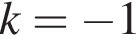 k = −1